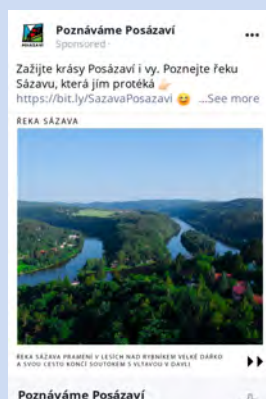 Poznáváme Posázaví
Sponsored ·
Zažijte krásy Posázaví i vy. Poznejte řeku
Sázavu, která jím protéká 👉
https://bit.ly/SazavaPosazavi 😄 ...See more
ŘEKA SÁZAVA
ŘEKA SÁZAVA PRAMENÍ V LESÍCH NAD RYBNÍKEM VELKÉ DÁŘKO
A SVOU CESTU KONČÍ SOUTOKEM S VLTAVOU V DAVLI
Poznáváme Posázaví